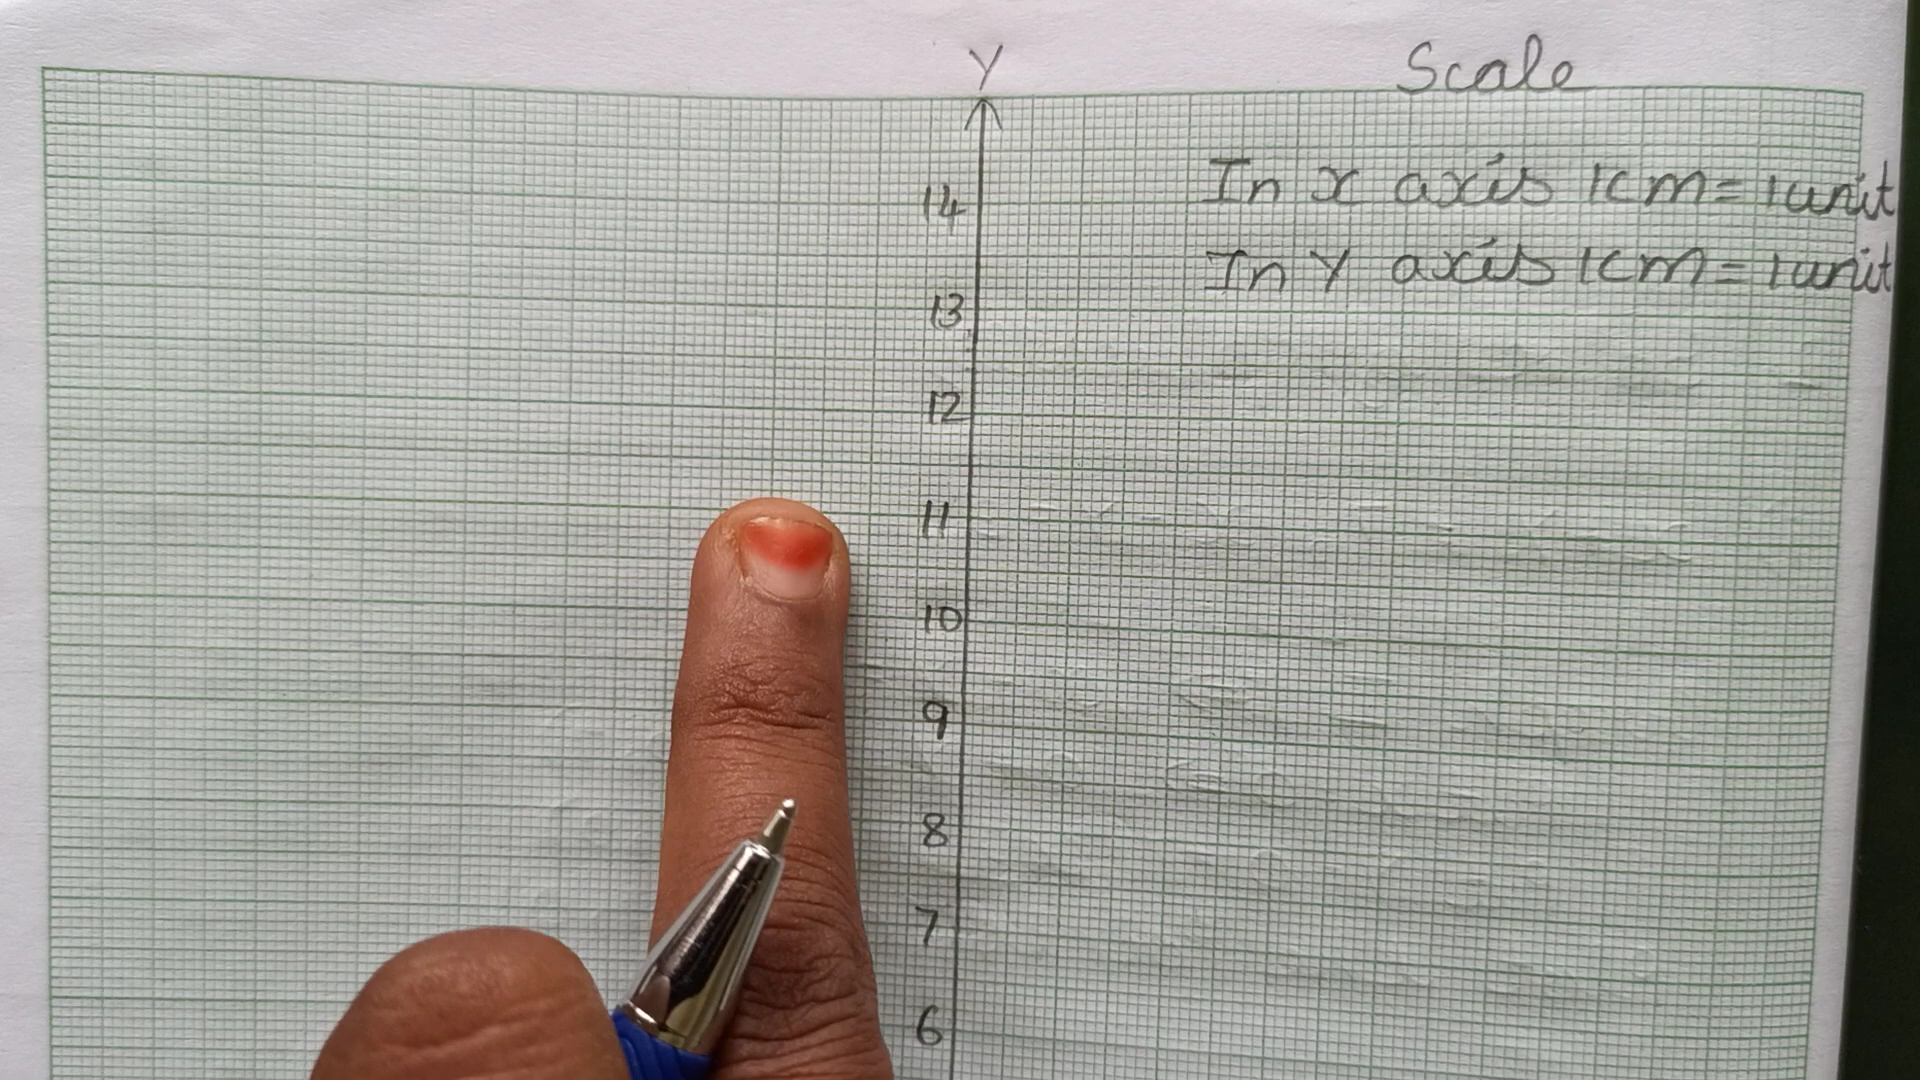 Y
Scale
In x axis 1cm = 1unit
In Y axis 1cm = 1unit
14
13
12
11
10
9
8
7
6